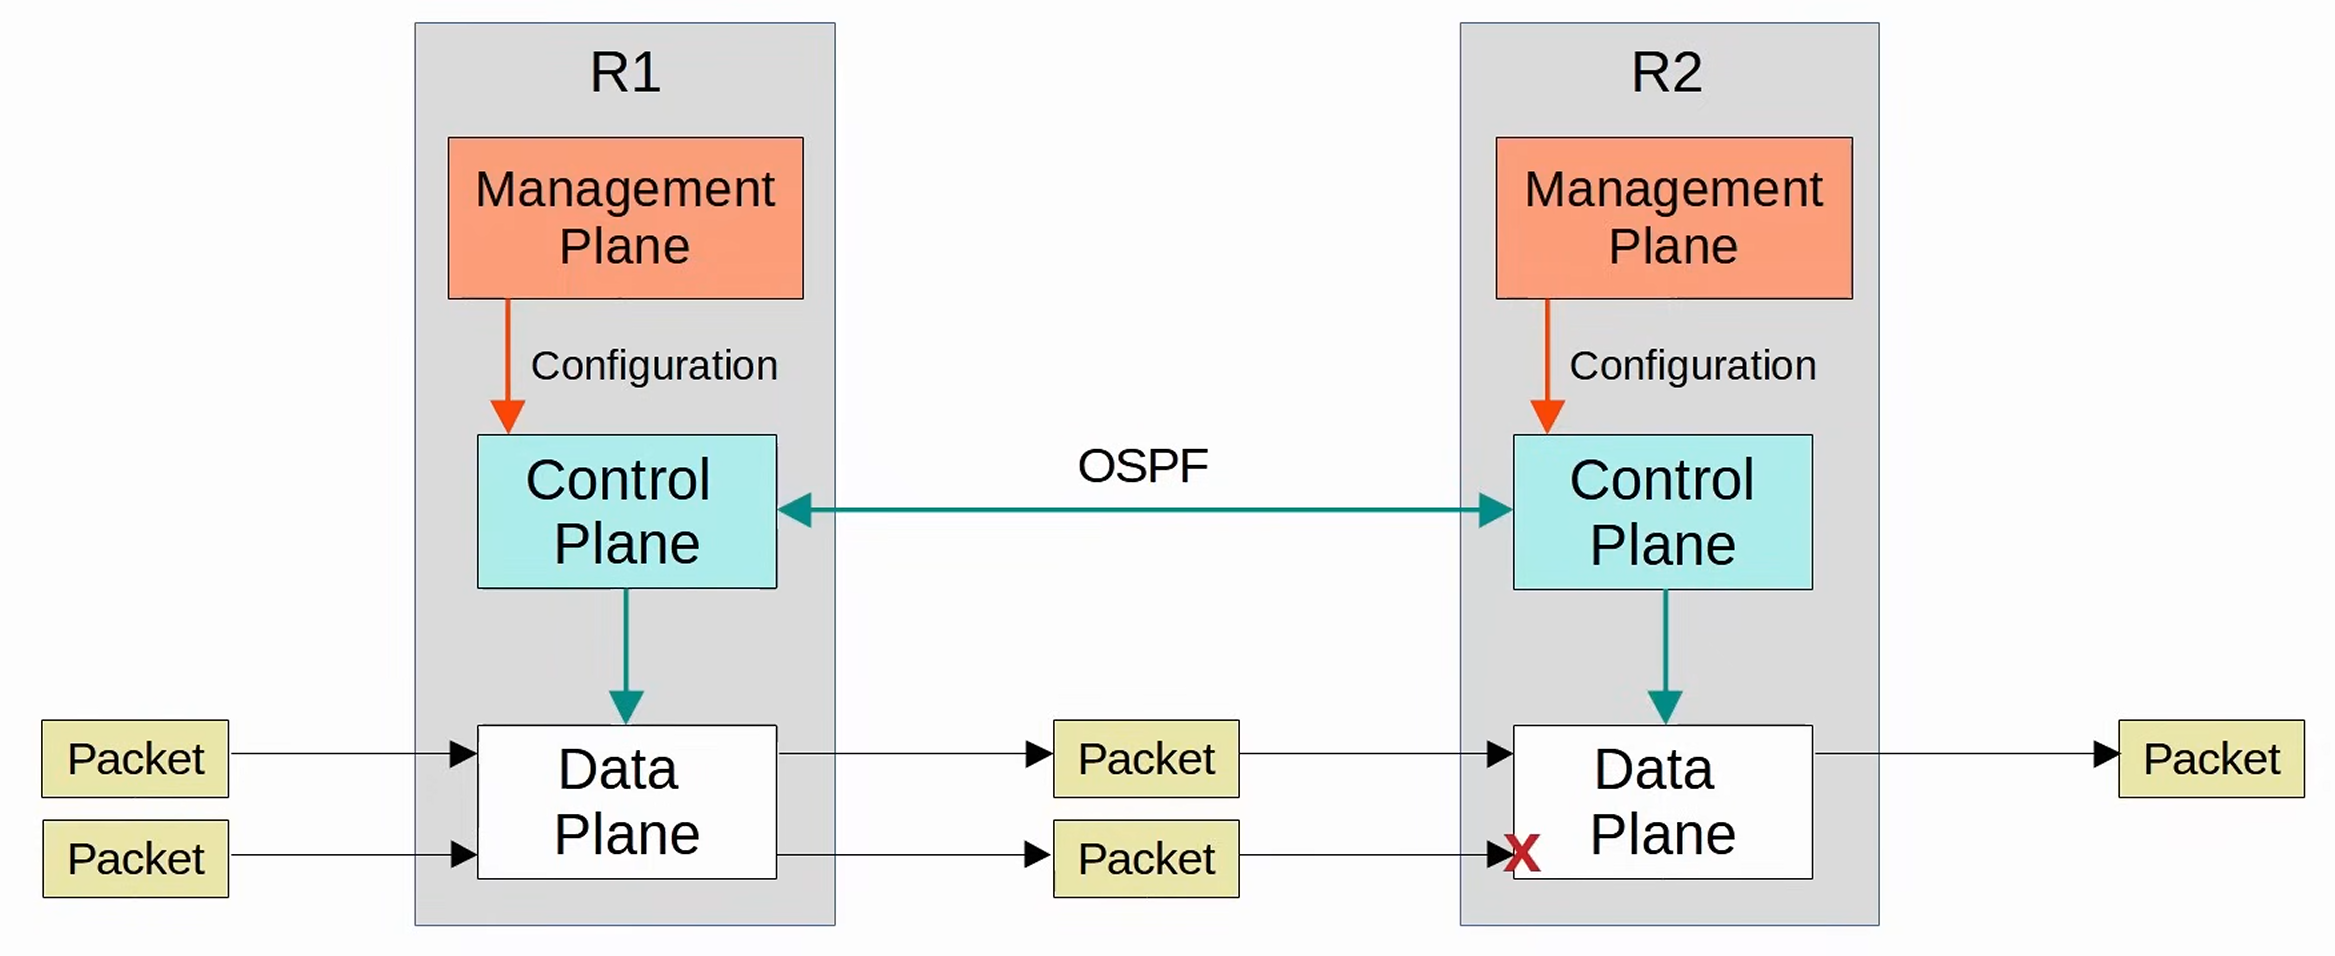 R1
R2
Management
Plane
Management
Plane
Configuration
Configuration
Control
Plane
OSPF
Control
Plane
Packet
Data
Plane
Packet
Data
Plane
Packet
Packet
Packet
X